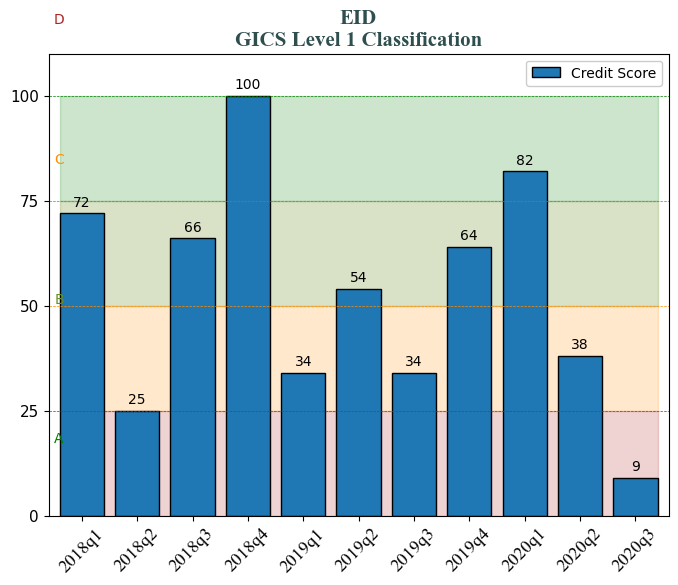 D
EID
GICS Level 1 Classification
Credit Score
100
100
C
82
75
72
66
64
54
50
B
38
34
34
25
25
A
9
0
2018q1
2018q2
2018q3
2018q4
2019q1
2019q2
2019q3
2019q4
2020q1
2020q2
2020q3